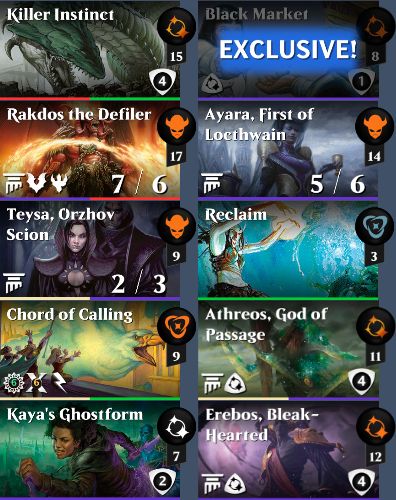 Killer Instinct
15
4
Black Market
EXCLUSIVE!
8
1
Rakdos the Defiler
17
7 / 6
Ayara, First of
Locthwain
14
5 / 6
Teysa, Orzhov
Scion
9
2 / 3
Reclaim
3
Chord of Calling
9
6
X 6
Athreos, God of
Passage
11
4
Kaya's Ghostform
7
2
Erebos, Bleak-
Hearted
12
4